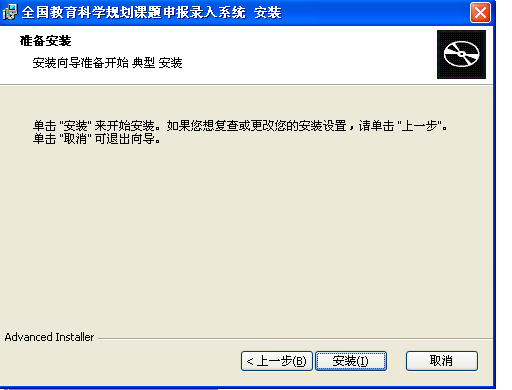 全国教育科学规划课题申报录入系统 安装
准备安装
安装向导准备开始 典型 安装
单击 "安装" 来开始安装。如果您想复查或更改您的安装设置，请单击 "上一步"。
单击 "取消" 可退出向导。
Advanced Installer
< 上一步(B)
安装(I)
取消